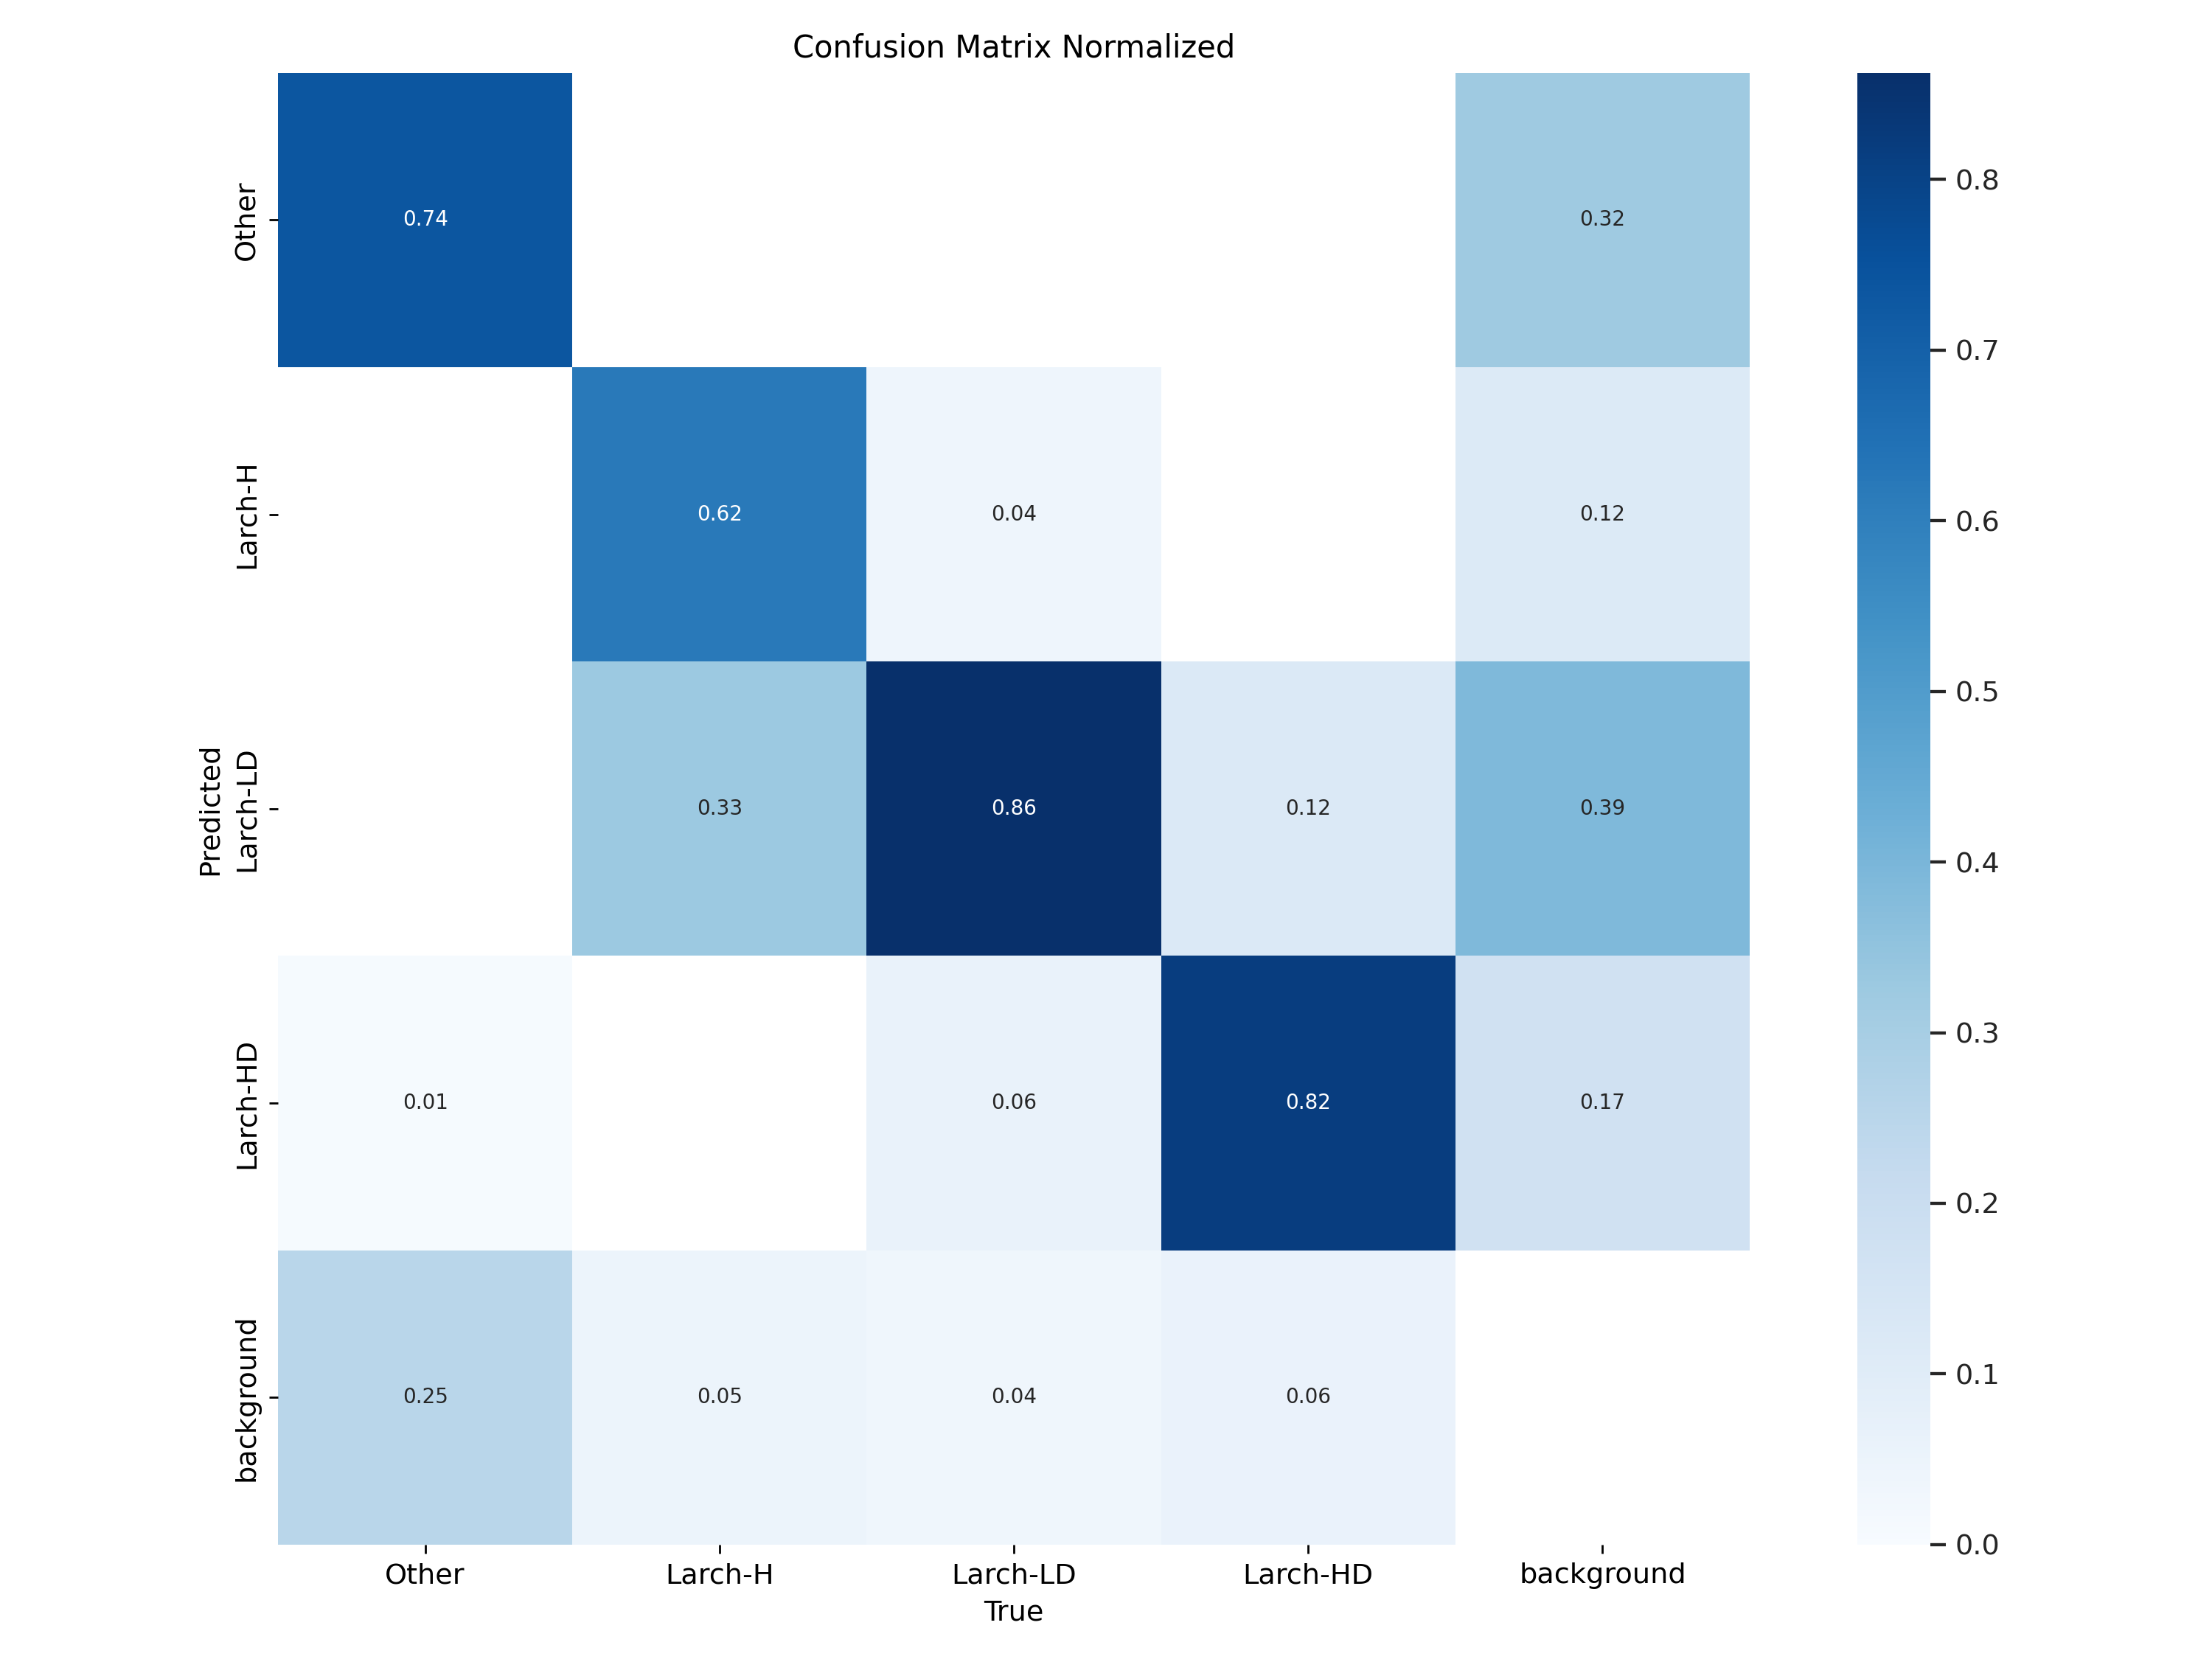 Confusion Matrix Normalized
Other
0.74
0.32
0.8
0.7
Larch-H
0.62
0.04
0.12
0.6
0.5
Predicted
Larch-LD
0.33
0.86
0.12
0.39
0.4
0.3
Larch-HD
0.01
0.06
0.82
0.17
0.2
0.1
background
0.25
0.05
0.04
0.06
0.0
Other
Larch-H
Larch-LD
Larch-HD
background
True